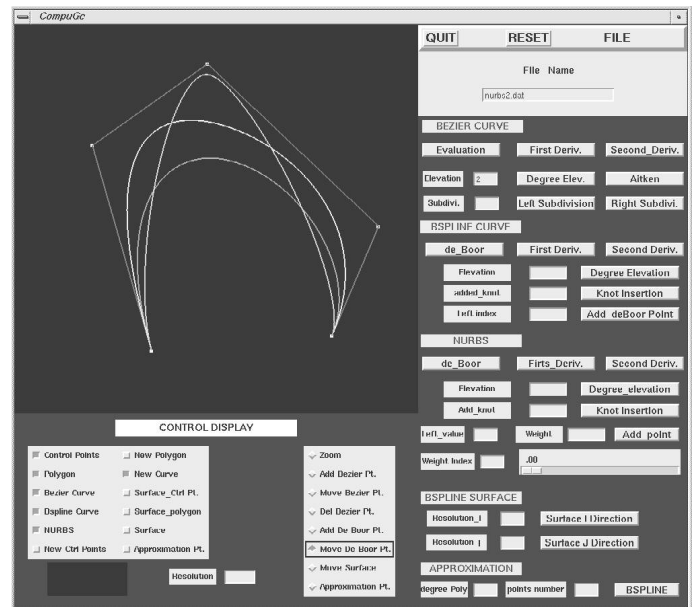 CompuGc
QUIT RESET FILE
File Name
nurbs2.dat
BEZIER CURVE
Evaluation First Deriv. Second_Deriv.
Elevation 2 Degree Elev. Aitken
Subdivi. Left Subdivision Right Subdivi.
BSPLINE CURVE
de_Boor First Deriv. Second Deriv.
Elevation Degree Elevation
added_knot Knot Insertion
Left index Add deBoor Point
NURBS
de_Boor Firts_Deriv. Second Deriv.
Elevation Degree_elevation
Add_knot Knot Insertion
Left_value Weight Add point
Weight Index .00
BSPLINE SURFACE
Resolution_i Surface I Direction
Resolution j Surface J Direction
APPROXIMATION
degree Poly points number BSPLINE
CONTROL DISPLAY
Control Points New Polygon Zoom
Polygon New Curve Add Bezier Pt.
Bezier Curve Surface_Ctrl Pt. Move Bezier Pt.
Bspline Curve Surface_polygon Del Bezier Pt.
NURBS Surface Add De Boor Pt.
New Ctrl Points Approximation Pt. Move De Boor Pt.
Move Surface
Resolution Approximation Pt.